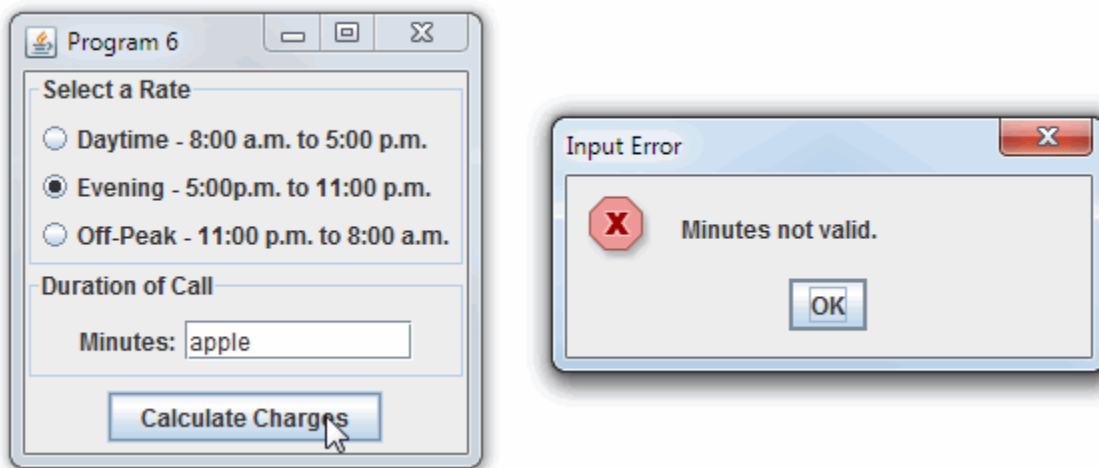 Program 6
Select a Rate
Daytime - 8:00 a.m. to 5:00 p.m.
Evening - 5:00p.m. to 11:00 p.m.
Off-Peak - 11:00 p.m. to 8:00 a.m.
Duration of Call
Minutes: apple
Calculate Charges
Input Error
X
Minutes not valid.
OK